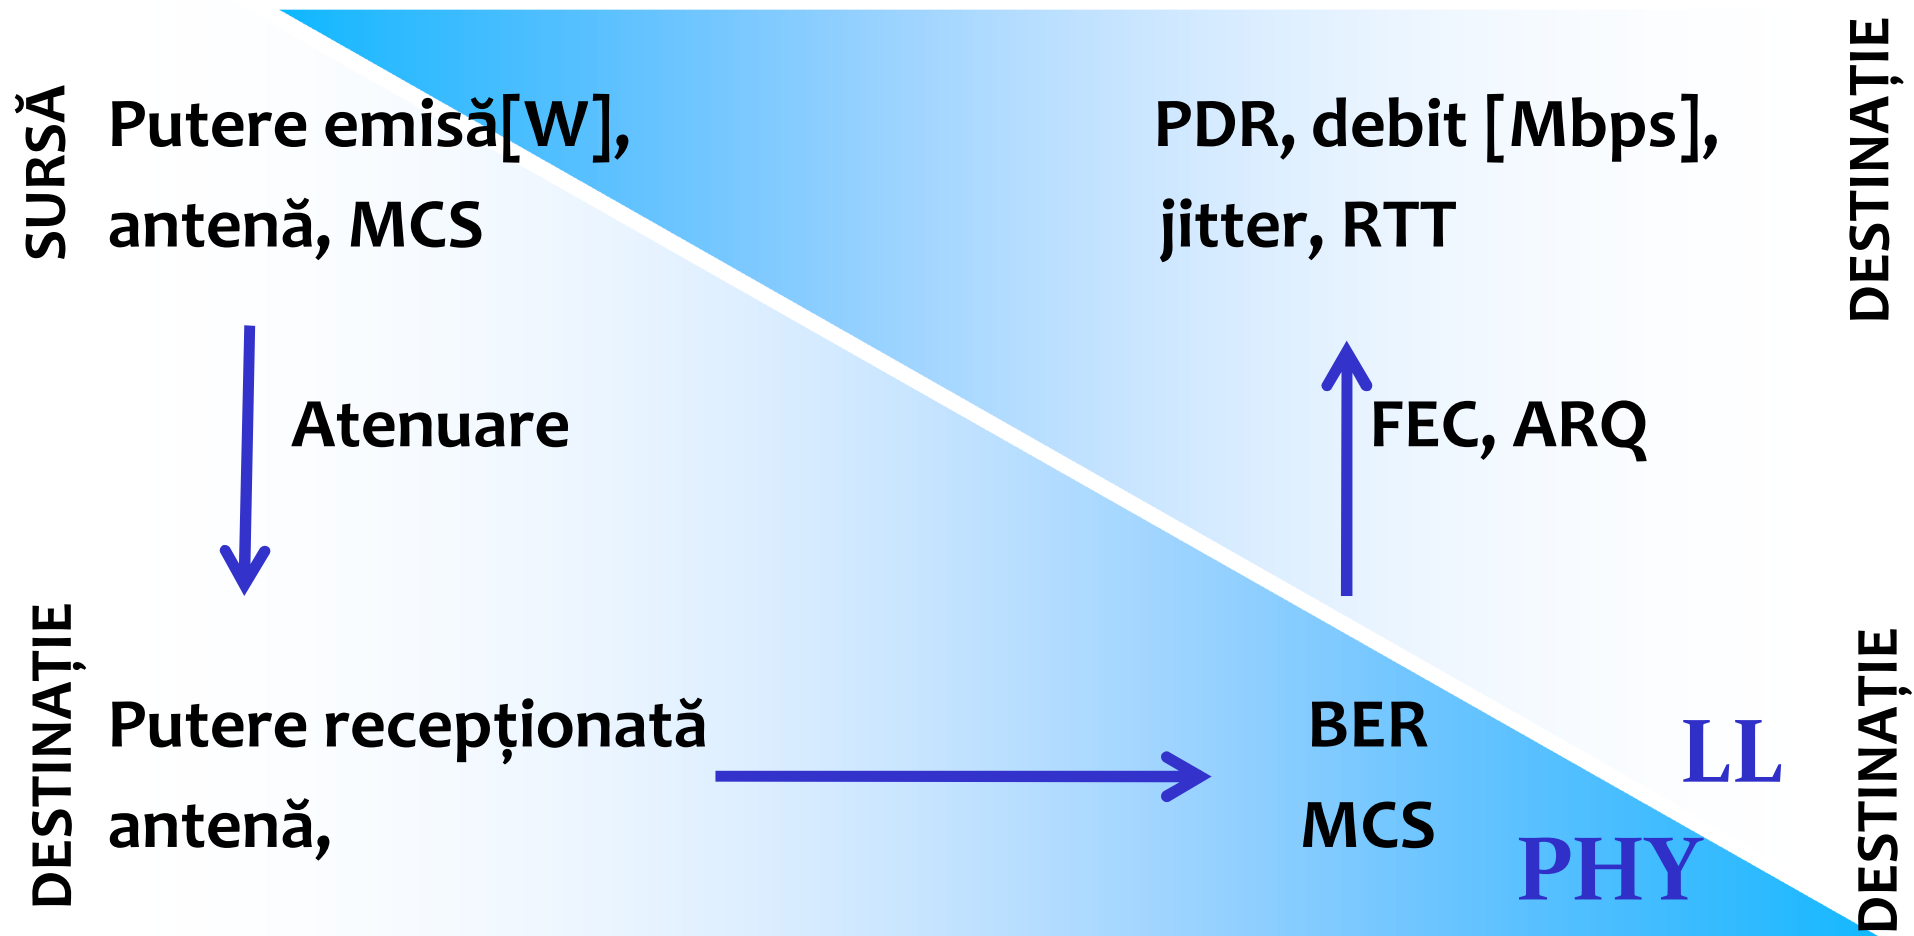 SURSĂ
Putere emisă[W],
antenă, MCS
PDR, debit [Mbps],
jitter, RTT
DESTINAȚIE
Atenuare
FEC, ARQ
DESTINAȚIE
Putere recepționată
antenă,
BER
MCS
LL
PHY
DESTINAȚIE